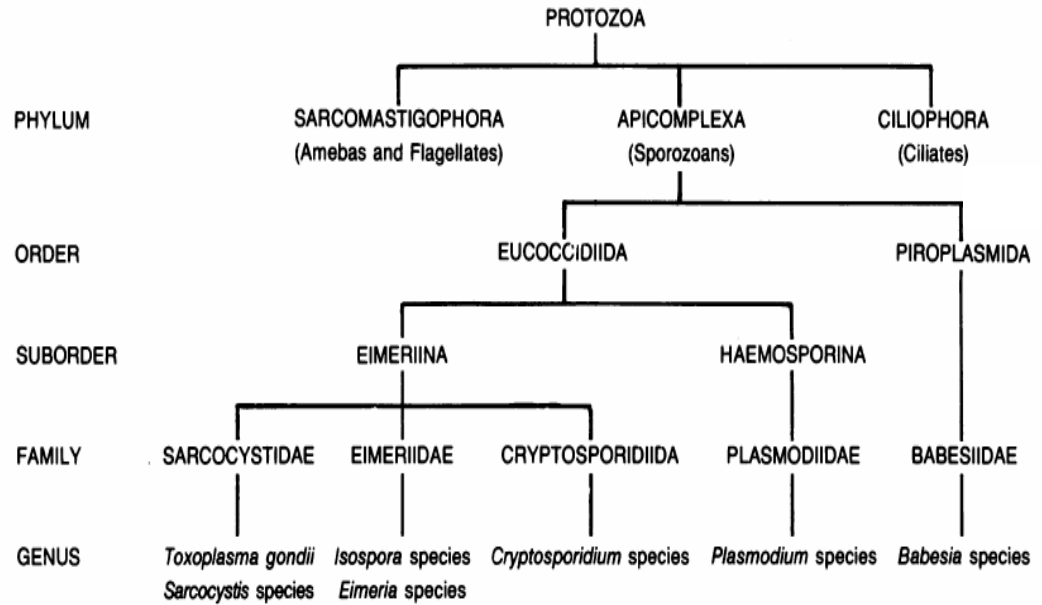 PROTOZOA
PHYLUM SARCOMASTIGOPHORA APICOMPLEXA CILIOPHORA
(Amebas and Flagellates) (Sporozoans) (Ciliates)
ORDER EUCOCCIDIIDA PIROPLASMIDA
SUBORDER EIMERIINA HAEMOSPORINA
FAMILY SARCOCYSTIDAE EIMERIIDAE CRYPTOSPORIDIIDA PLASMODIIDAE BABESIIDAE
GENUS Toxoplasma gondii Isospora species Cryptosporidium species Plasmodium species Babesia species
Sarcocystis species Eimeria species